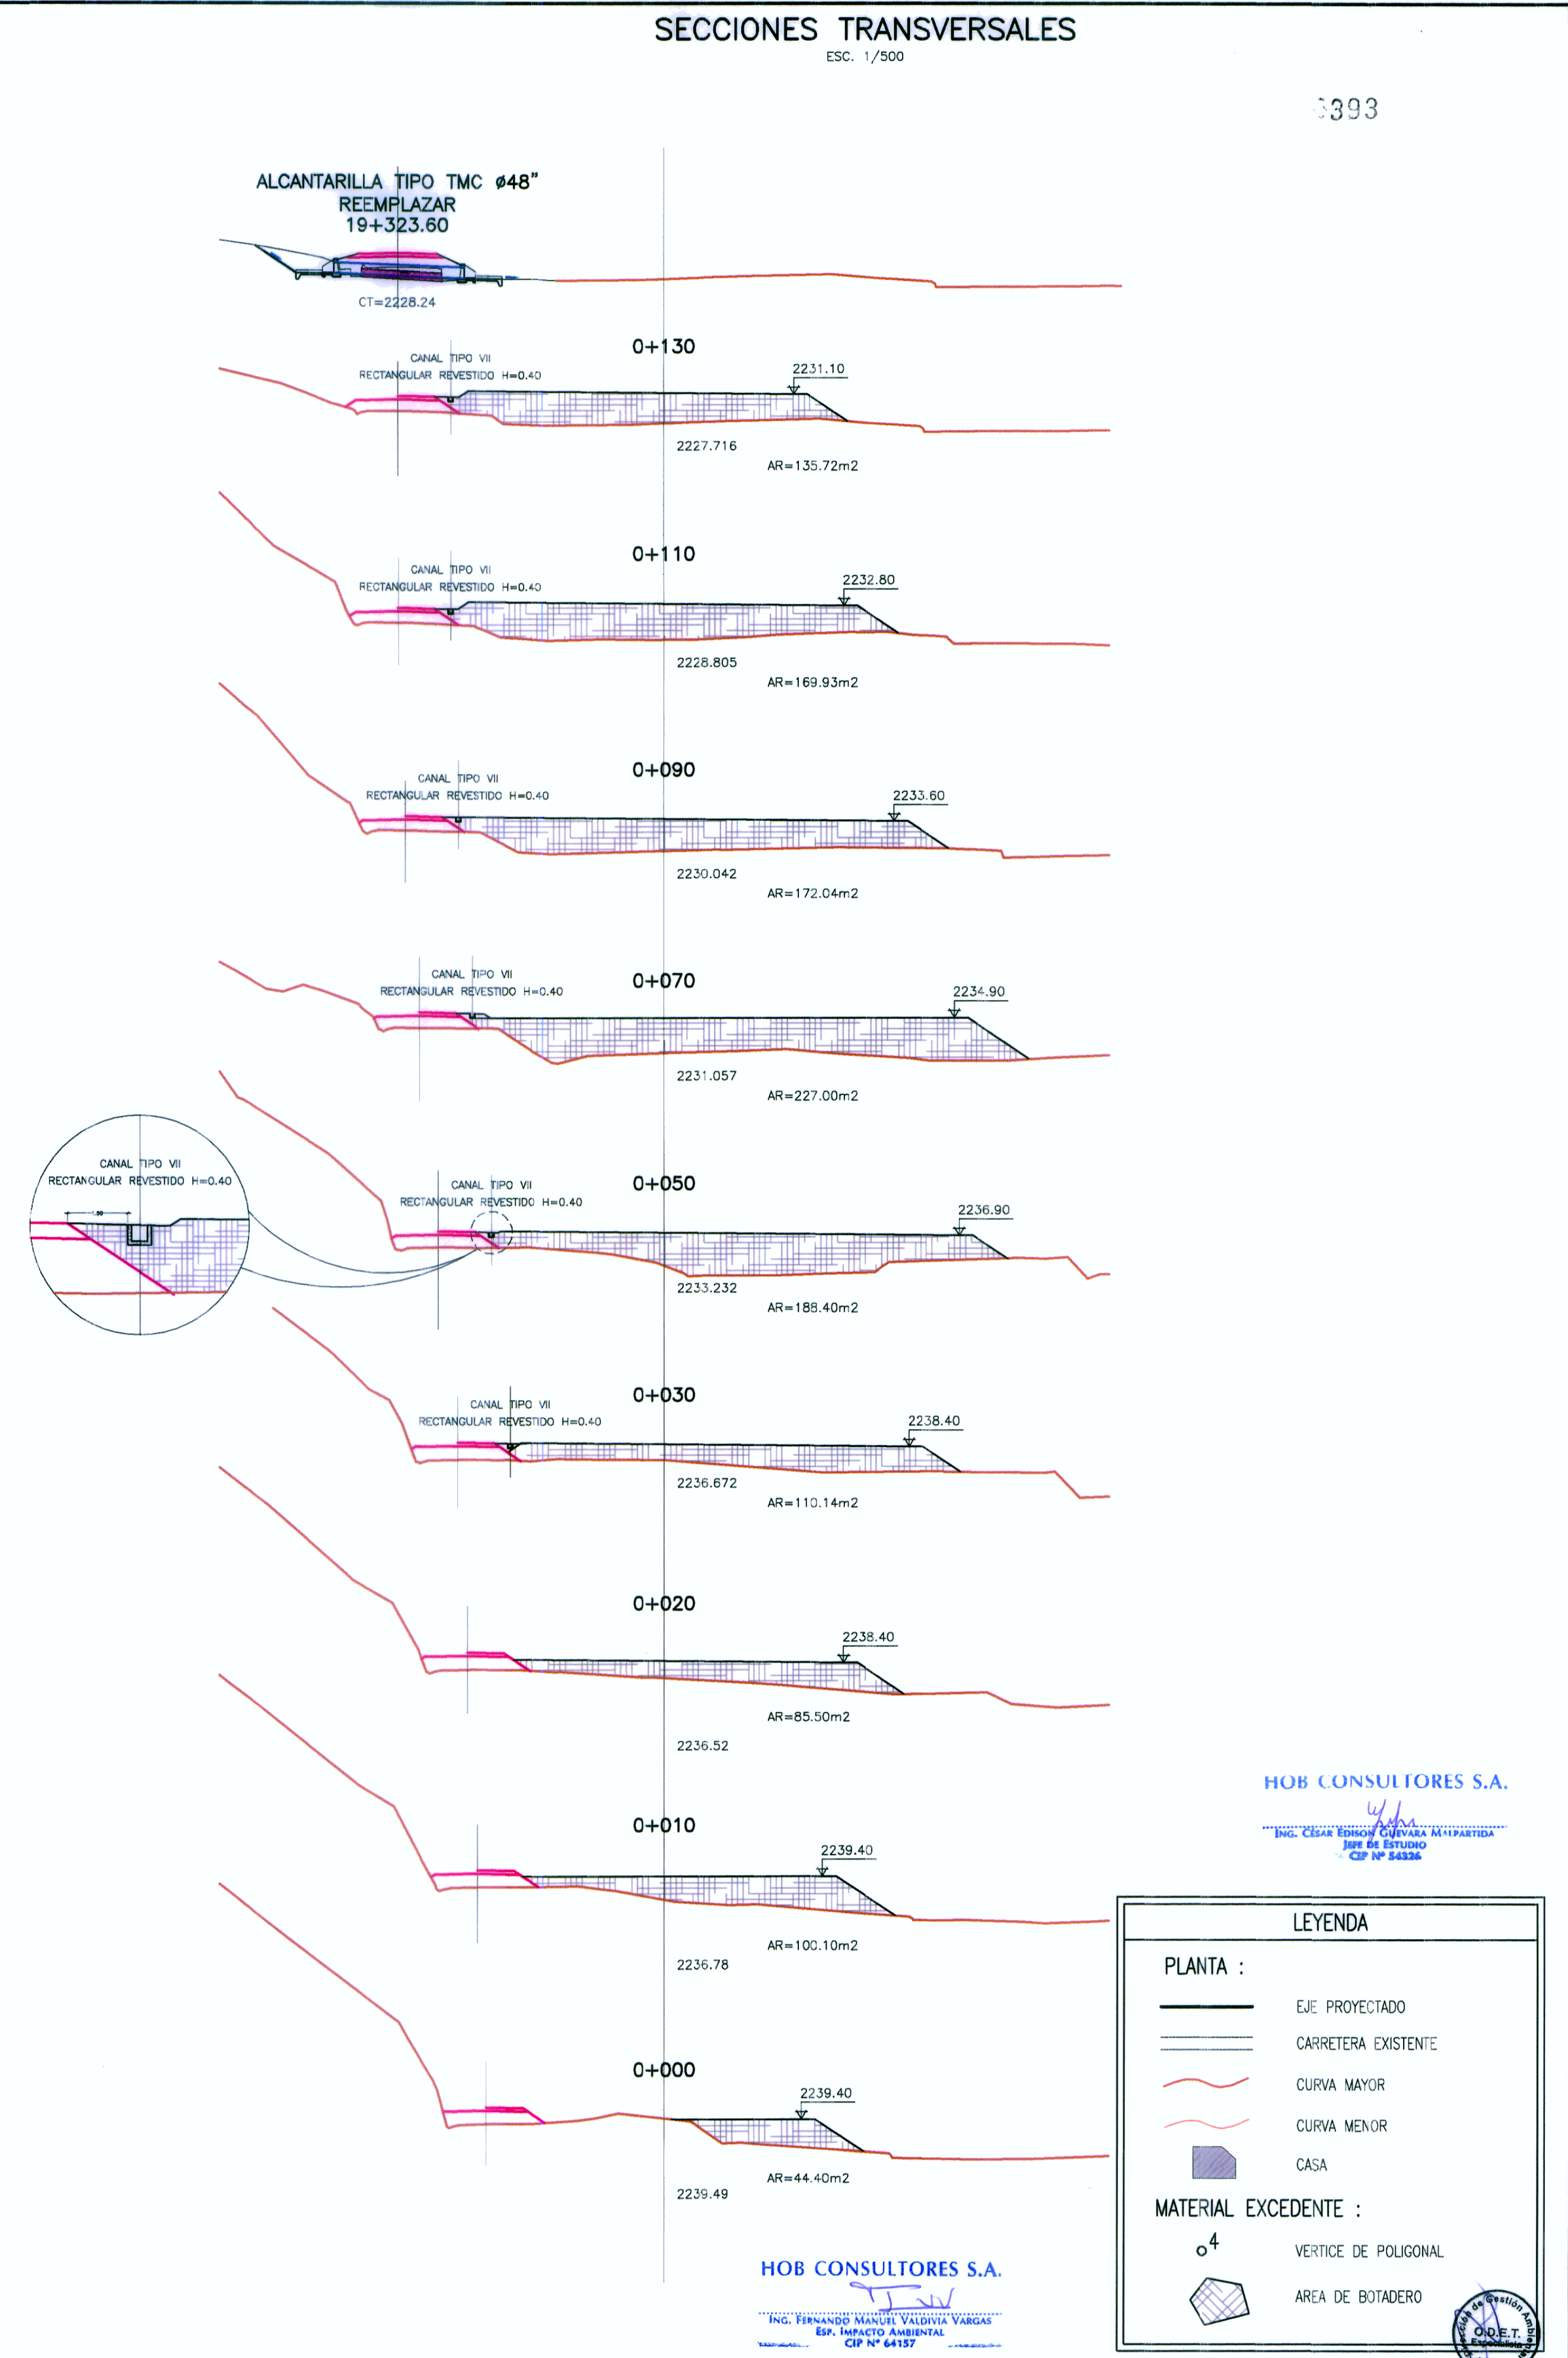 SECCIONES TRANSVERSALES
ESC. 1/500
393
ALCANTARILLA TIPO TMC ø48"
REEMPLAZAR
19+323.60
CT=2228.24
0+130
CANAL TIPO VII
RECTANGULAR REVESTIDO H=0.40
2231.10
2227.716
AR=135.72m2
0+110
CANAL TIPO VII
RECTANGULAR REVESTIDO H=0.40
2232.80
2228.805
AR=169.93m2
0+090
CANAL TIPO VII
RECTANGULAR REVESTIDO H=0.40
2233.60
2230.042
AR=172.04m2
0+070
CANAL TIPO VII
RECTANGULAR REVESTIDO H=0.40
2234.90
2231.057
AR=227.00m2
CANAL TIPO VII
RECTANGULAR REVESTIDO H=0.40
0+050
CANAL TIPO VII
RECTANGULAR REVESTIDO H=0.40
2236.90
2233.232
AR=188.40m2
0+030
CANAL TIPO VII
RECTANGULAR REVESTIDO H=0.40
2238.40
2236.672
AR=110.14m2
0+020
2238.40
AR=85.50m2
2236.52
0+010
2239.40
AR=100.10m2
2236.78
0+000
2239.40
AR=44.40m2
2239.49
HOB CONSULTORES S.A.
ING. CÉSAR EDISON GUEVARA MALPARTIDA
JEFE DE ESTUDIO
CIP Nº 54326
LEYENDA
PLANTA :
EJE PROYECTADO
CARRETERA EXISTENTE
CURVA MAYOR
CURVA MENOR
CASA
MATERIAL EXCEDENTE :
4
VERTICE DE POLIGONAL
AREA DE BOTADERO
HOB CONSULTORES S.A.
ING. FERNANDO MANUEL VALDIVIA VARGAS
ESP. IMPACTO AMBIENTAL
CIP Nº 64157
de Gestión
O.D.E.T.
Especialista